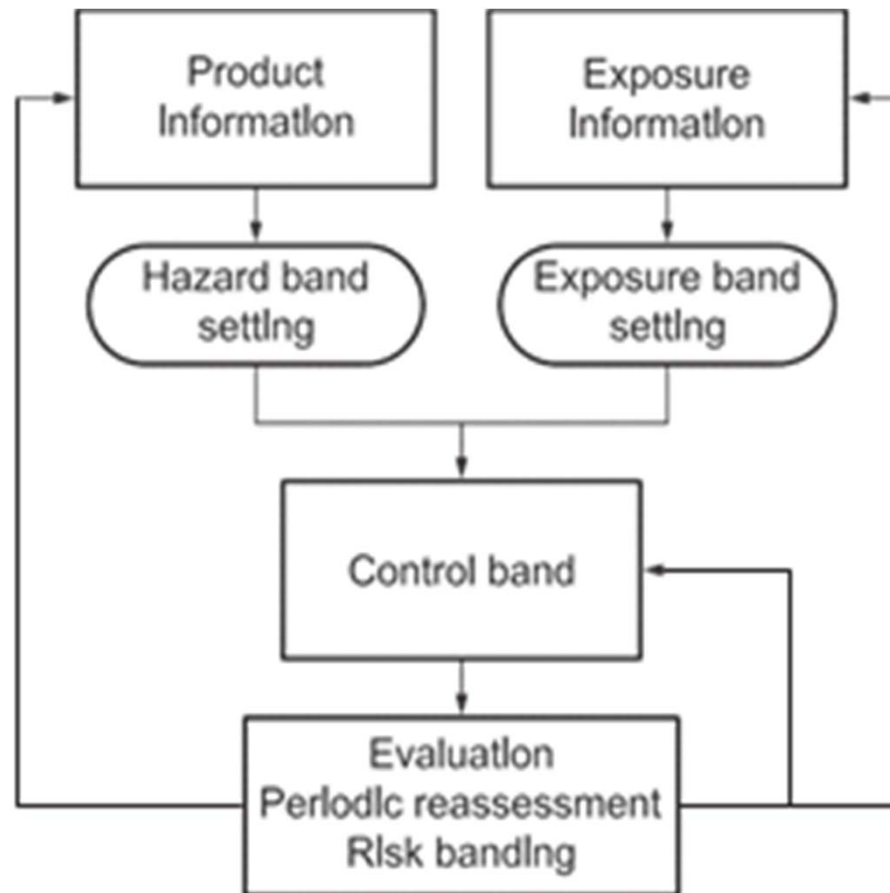 Product
Information
Exposure
Information
Hazard band
setting
Exposure band
setting
Control band
Evaluation
Periodic reassessment
Risk banding